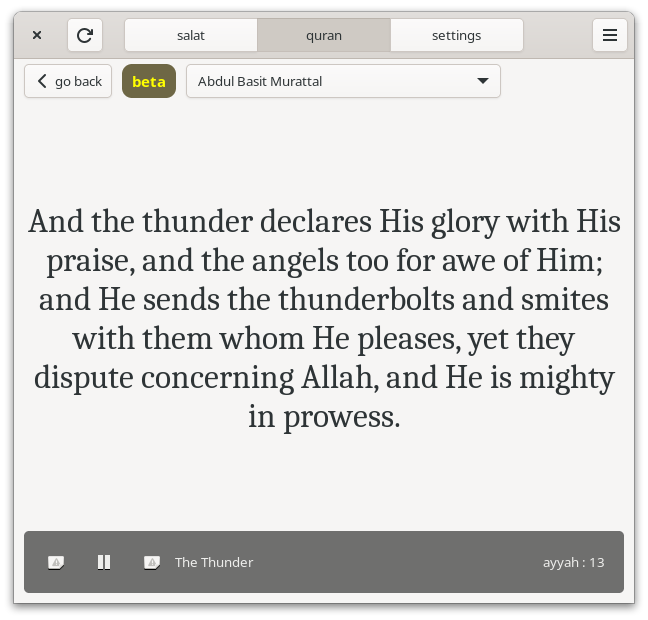 salat
quran
settings
go back
beta
Abdul Basit Murattal
And the thunder declares His glory with His
praise, and the angels too for awe of Him;
and He sends the thunderbolts and smites
with them whom He pleases, yet they
dispute concerning Allah, and He is mighty
in prowess.
The Thunder
ayyah : 13